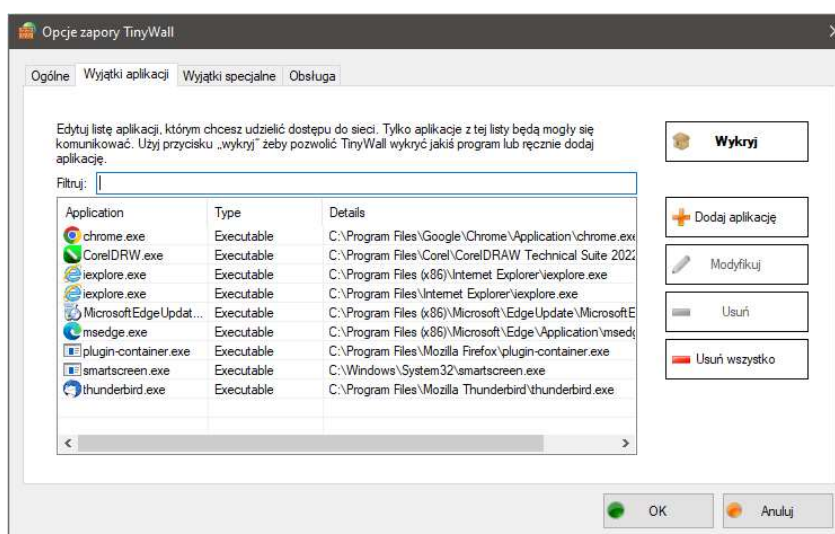 Opcje zapory TinyWall
Ogólne Wyjątki aplikacji Wyjątki specjalne Obsługa
Edytuj listę aplikacji, którym chcesz udzielić dostępu do sieci. Tylko aplikacje z tej listy będą mogły się
komunikować. Użyj przycisku „wykryj” żeby pozwolić TinyWall wykryć jakiś program lub ręcznie dodaj
aplikację.
Wykryj
Filtruj:
Application Type Details
chrome.exe Executable C:\Program Files\Google\Chrome\Application\chrome.exe
CorelDRW.exe Executable C:\Program Files\Corel\CorelDRAW Technical Suite 2022
iexplore.exe Executable C:\Program Files (x86)\Internet Explorer\iexplore.exe
iexplore.exe Executable C:\Program Files\Internet Explorer\iexplore.exe
MicrosoftEdgeUpdat... Executable C:\Program Files (x86)\Microsoft\EdgeUpdate\MicrosoftE
msedge.exe Executable C:\Program Files (x86)\Microsoft\Edge\Application\msedg
plugin-container.exe Executable C:\Program Files\Mozilla Firefox\plugin-container.exe
smartscreen.exe Executable C:\Windows\System32\smartscreen.exe
thunderbird.exe Executable C:\Program Files\Mozilla Thunderbird\thunderbird.exe
Dodaj aplikację
Modyfikuj
Usuń
Usuń wszystko
OK Anuluj